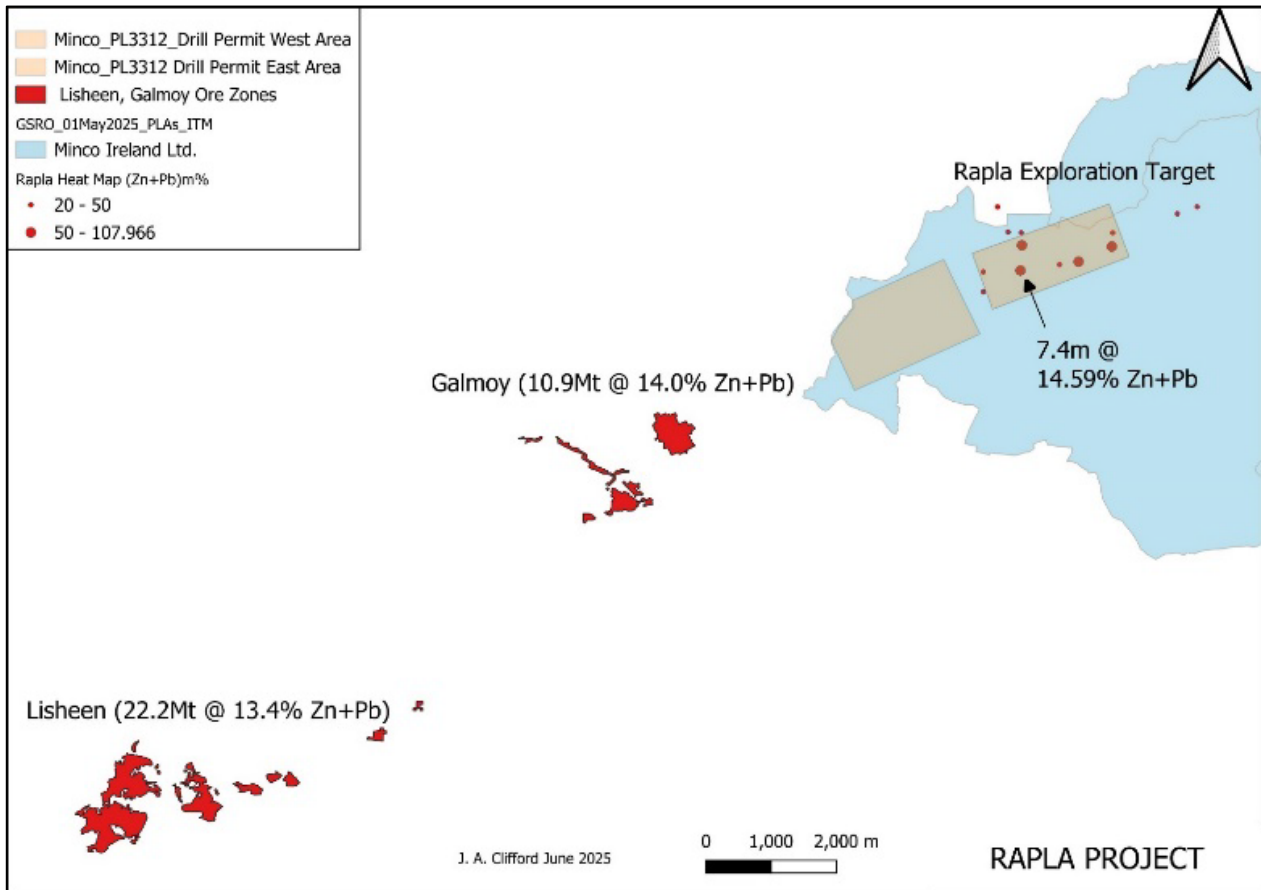 Minco_PL3312_Drill Permit West Area
Minco_PL3312 Drill Permit East Area
Lisheen, Galmoy Ore Zones
GSRO_01May2025_PLAs_ITM
Minco Ireland Ltd.
Rapla Heat Map (Zn+Pb)m%
20 - 50
50 - 107.966
Rapla Exploration Target
7.4m @
14.59% Zn+Pb
Galmoy (10.9Mt @ 14.0% Zn+Pb)
Lisheen (22.2Mt @ 13.4% Zn+Pb)
0 1,000 2,000 m
J. A. Clifford June 2025
RAPLA PROJECT